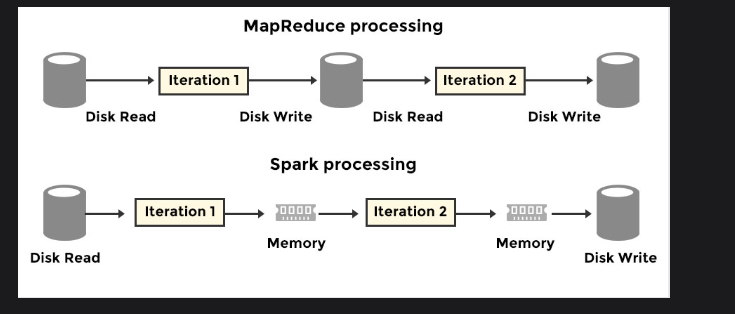 MapReduce processing
Iteration 1
Iteration 2
Disk Read
Disk Write
Disk Read
Disk Write
Spark processing
Iteration 1
Iteration 2
Memory
Memory
Disk Read
Disk Write